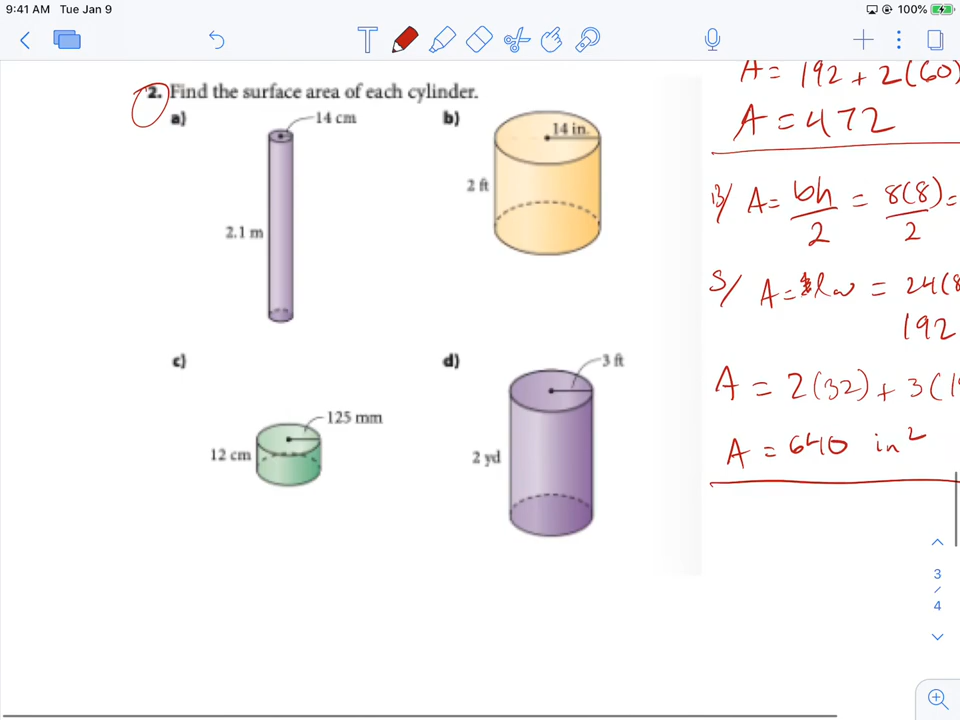 9:41 AM Tue Jan 9
100%
2. Find the surface area of each cylinder.
a)
14 cm
2.1 m
b)
14 in.
2 ft
c)
125 mm
12 cm
d)
3 ft
2 yd
A = 192 + 2(60)
A = 472
B/ A = bh/2 = 8(8)/2 =
S/ A = lw = 24(8
192
A = 2(32) + 3(19
A = 640 in²
3
/
4